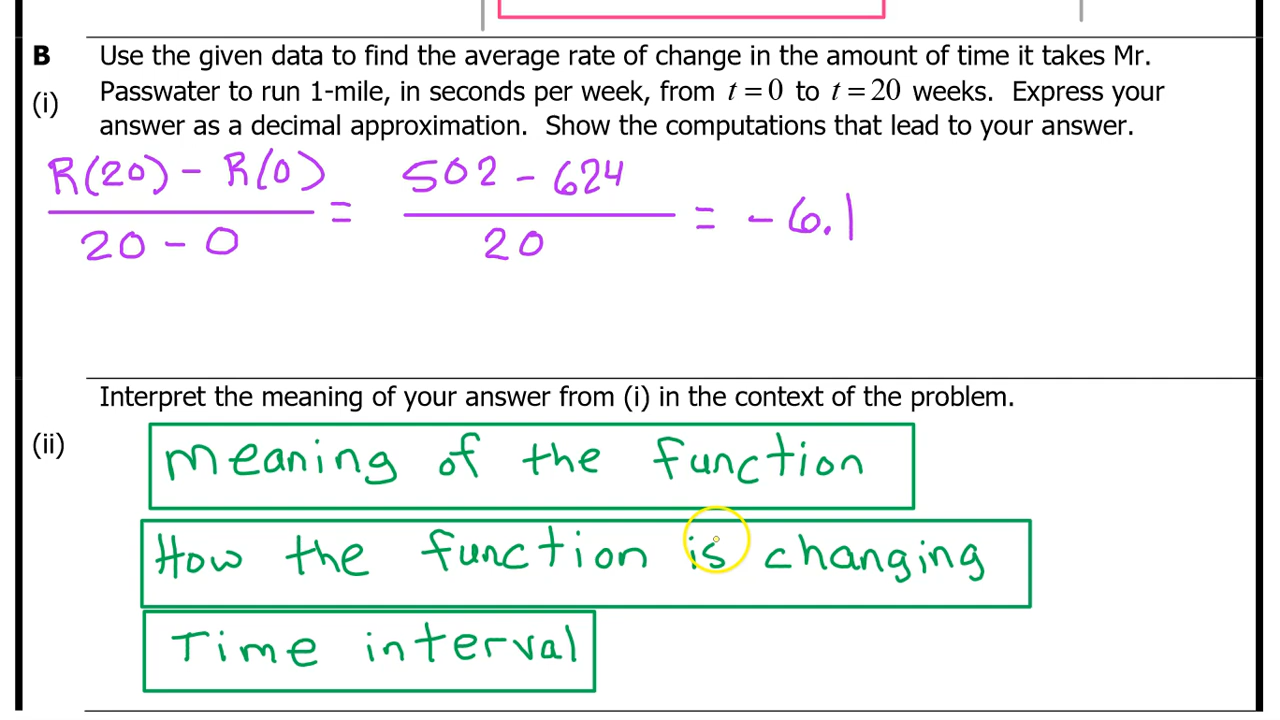 B Use the given data to find the average rate of change in the amount of time it takes Mr.
(i) Passwater to run 1-mile, in seconds per week, from t = 0 to t = 20 weeks. Express your
answer as a decimal approximation. Show the computations that lead to your answer.
R(20) - R(0) = 502 - 624 = -6.1
20 - 0 20
Interpret the meaning of your answer from (i) in the context of the problem.
(ii) Meaning of the function
How the function is changing
Time interval